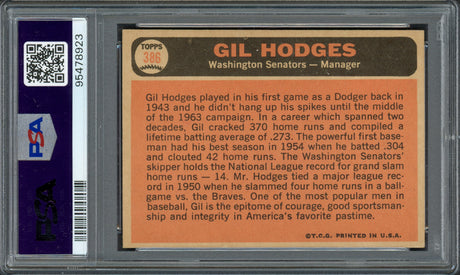 95478923
PSA
PSA
TOPPS
386
GIL HODGES
Washington Senators — Manager
Gil Hodges played in his first game as a Dodger back in
1943 and he didn't hang up his spikes until the middle
of the 1963 campaign. In a career which spanned two
decades, Gil cracked 370 home runs and compiled a
lifetime batting average of .273. The powerful first base-
man had his best season in 1954 when he batted .304
and clouted 42 home runs. The Washington Senators'
skipper holds the National League record for grand slam
home runs — 14. Mr. Hodges tied a major league rec-
ord in 1950 when he slammed four home runs in a ball-
game vs. the Braves. One of the most popular men in
baseball, Gil is the epitome of courage, good sportsman-
ship and integrity in America's favorite pastime.
©T.C.G. PRINTED IN U.S.A.